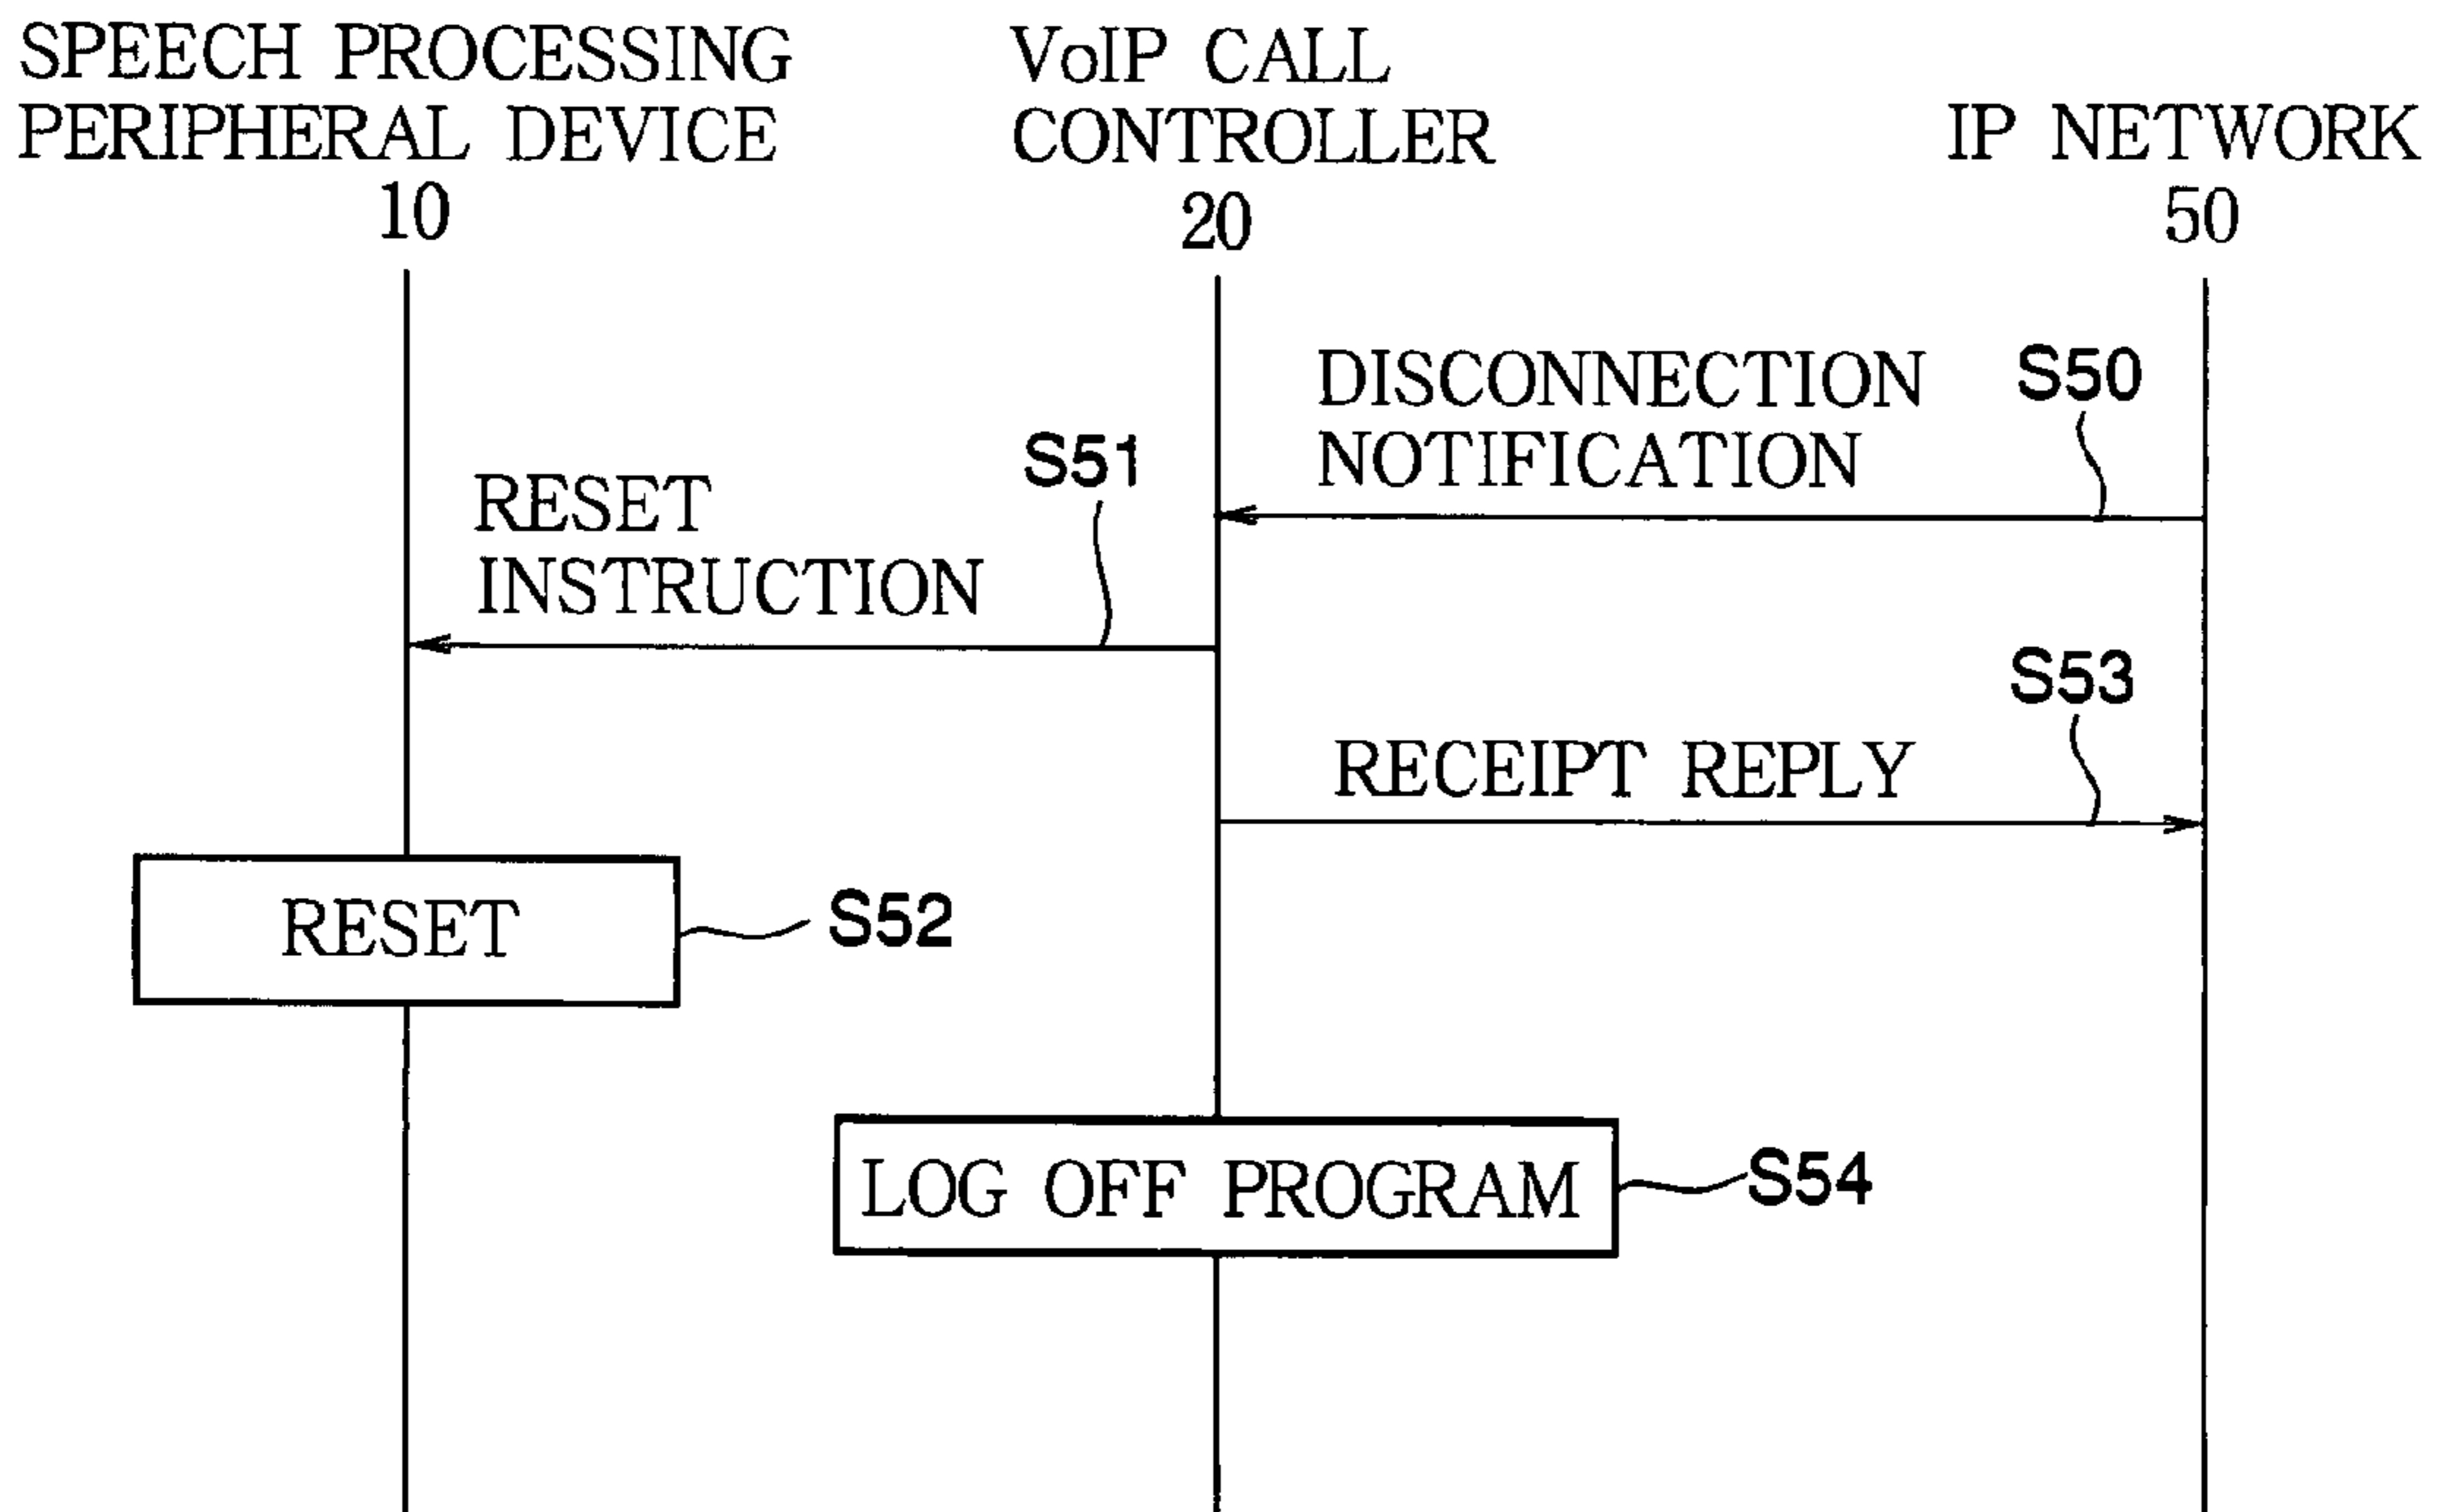 SPEECH PROCESSING
PERIPHERAL DEVICE
10
VoIP CALL
CONTROLLER
20
IP NETWORK
50
DISCONNECTION
NOTIFICATION
S50
RESET
INSTRUCTION
S51
RECEIPT REPLY
S53
RESET
S52
LOG OFF PROGRAM
S54